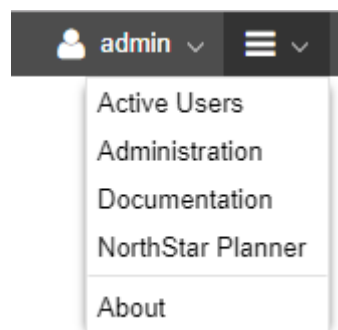 admin
Active Users
Administration
Documentation
NorthStar Planner
About